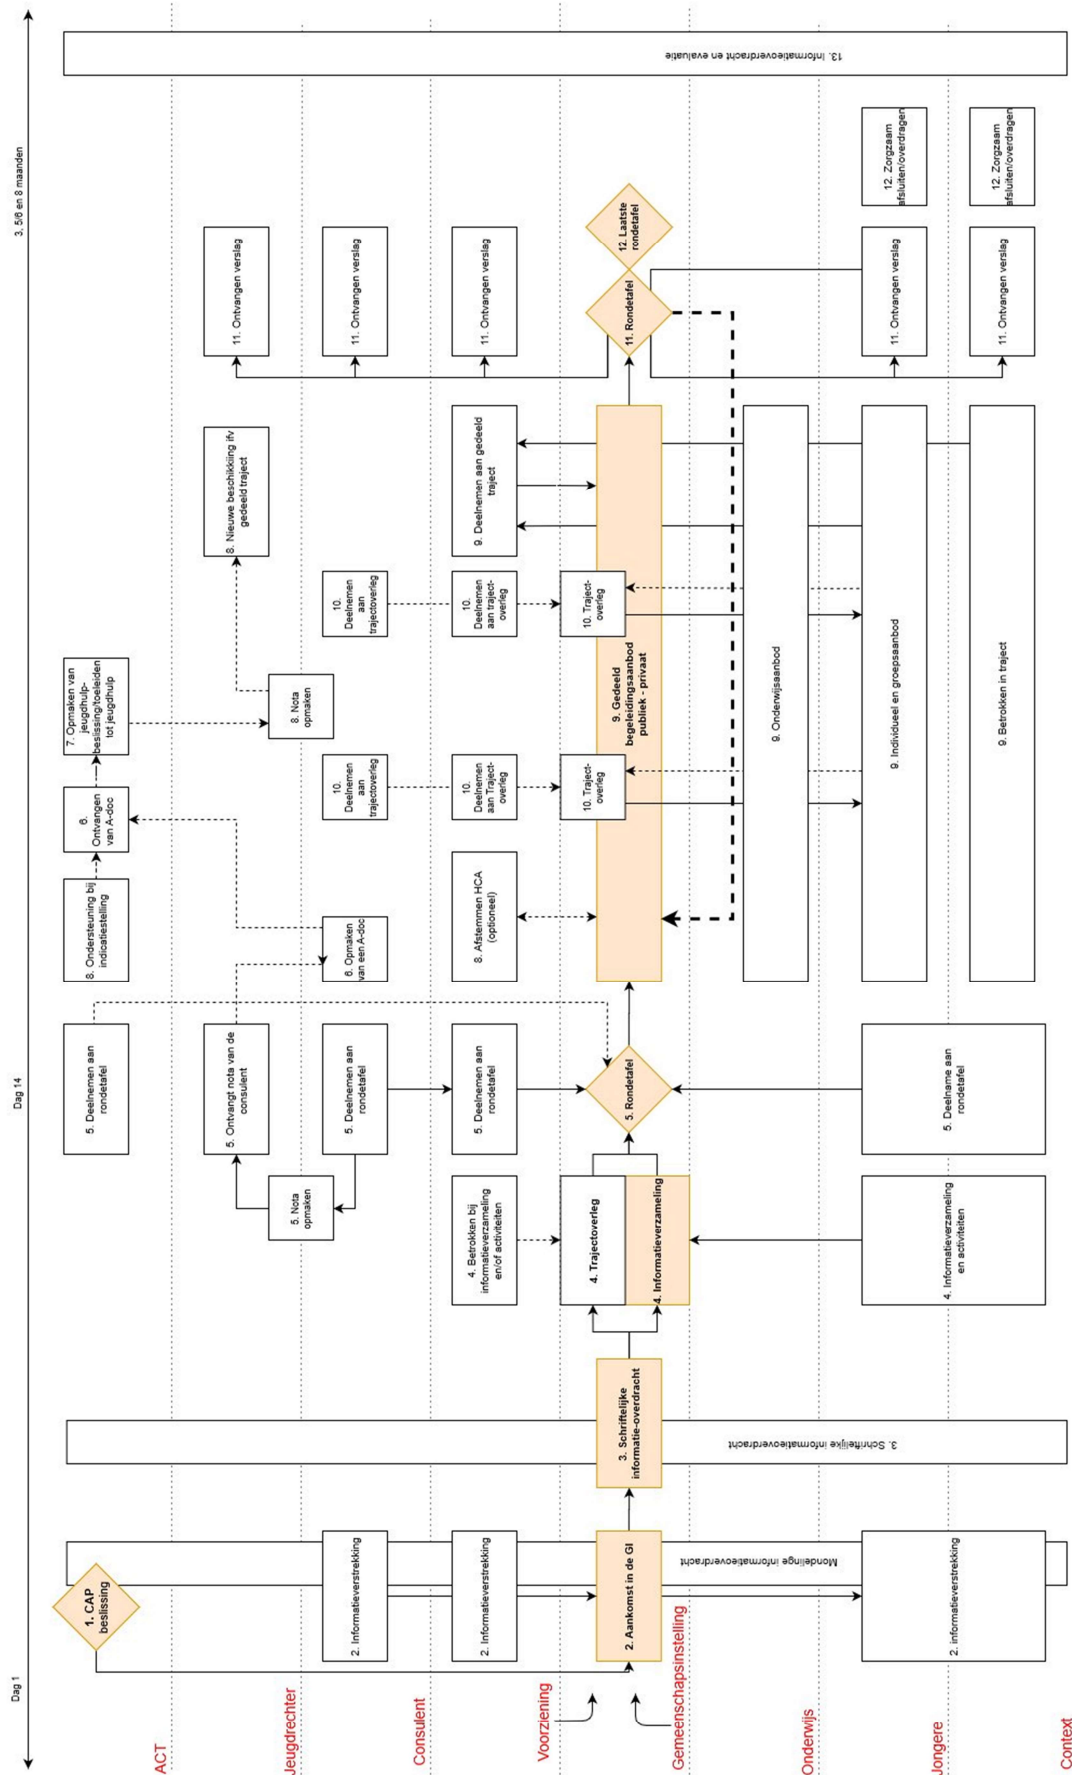 Dag 1
Dag 14
3, 5/6 en 8 maanden
ACT
Jeugdrechter
Consulent
Voorziening
Gemeenschapsinstelling
Onderwijs
Jongere
Context
1. CAP
beslissing
Mondelinge informatieoverdracht
2. Informatieverstrekking
2. Informatieverstrekking
2. Aankomst in de GI
2. informatieverstrekking
3. Schriftelijke informatieoverdracht
3. Schriftelijke
informatie-overdracht
4. Betrokken bij
informatieverzameling
en/of activiteiten
4. Trajectoverleg
4. Informatieverzameling
4. Informatieverzameling
en activiteiten
5. Deelnemen aan
rondetafel
5. Ontvangt nota van de
consulent
5. Nota
opmaken
5. Deelnemen aan
rondetafel
5. Deelnemen aan
rondetafel
5. Rondetafel
5. Deelname aan
rondetafel
8. Ondersteuning bij
indicatiestelling
6.
Ontvangen
van A-doc
7. Opmaken van
jeugdhulp-
beslissing/toeleiden
tot jeugdhulp
6. Opmaken
van een A-doc
8. Nota
opmaken
8. Nieuwe beschikkiing ifv
gedeeld traject
8. Afstemmen HCA
(optioneel)
10.
Deelnemen
aan
trajectoverleg
10.
Deelnemen
aan Traject-
overleg
10. Traject-
overleg
10.
Deelnemen
aan
trajectoverleg
10.
Deelnemen
aan traject-
overleg
10. Traject-
overleg
9. Deelnemen aan gedeeld
traject
9. Gedeeld
begeleidingsaanbod
publiek - privaat
9. Onderwijsaanbod
9. Individueel en groepsaanbod
9. Betrokken in traject
11. Ontvangen verslag
11. Ontvangen verslag
11. Ontvangen verslag
11. Rondetafel
12. Laatste
rondetafel
11. Ontvangen verslag
11. Ontvangen verslag
12. Zorgzaam
afsluiten/overdragen
12. Zorgzaam
afsluiten/overdragen
13. Informatieoverdracht en evaluatie